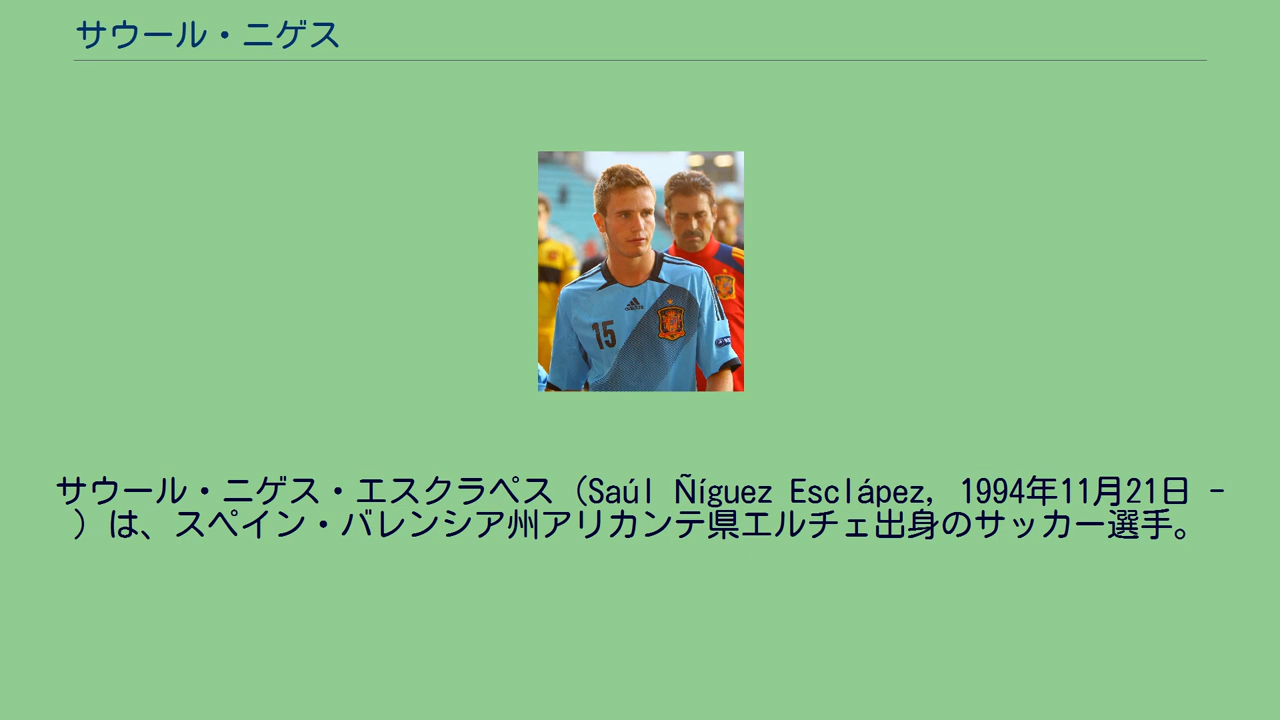 サウール・ニゲス
adidas
15
サウール・ニゲス・エスクラペス（Saúl Ñíguez Esclápez, 1994年11月21日 -
）は、スペイン・バレンシア州アリカンテ県エルチェ出身のサッカー選手。